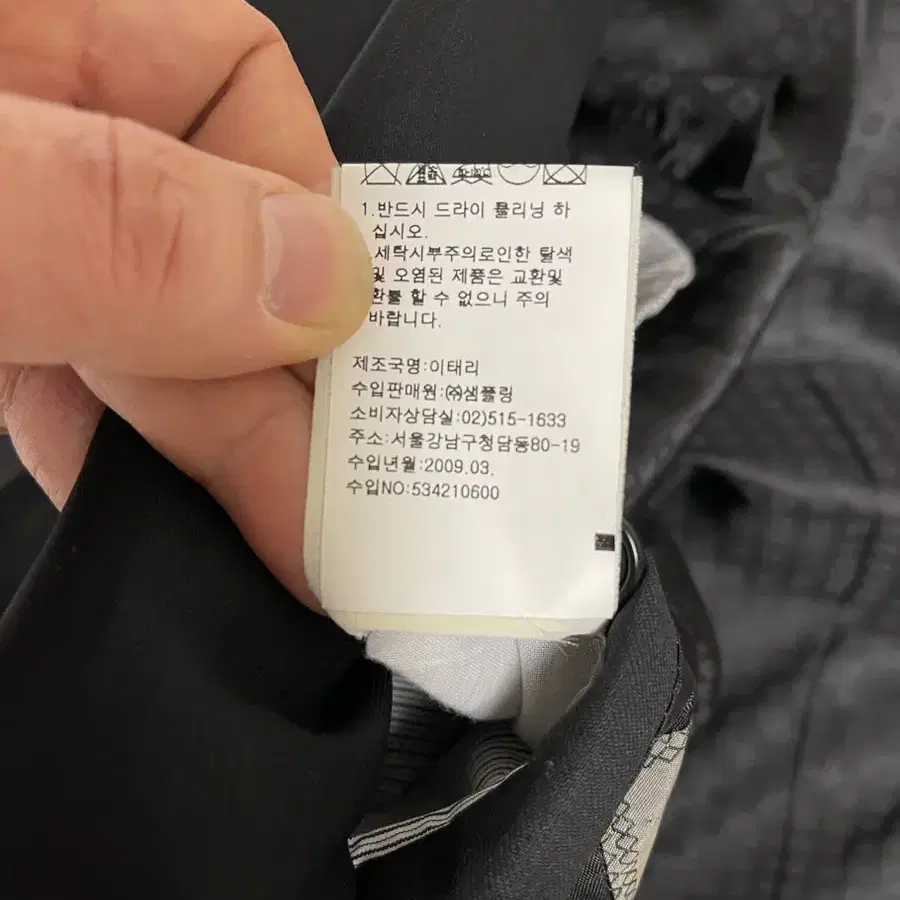 1.반드시 드라이 클리닝 하
십시오.
세탁시부주의로인한 탈색
및 오염된 제품은 교환및
환불 할 수 없으니 주의
바랍니다.
제조국명:이태리
수입판매원:㈜샘플링
소비자상담실:02)515-1633
주소:서울강남구청담동80-19
수입년월:2009.03.
수입NO:534210600